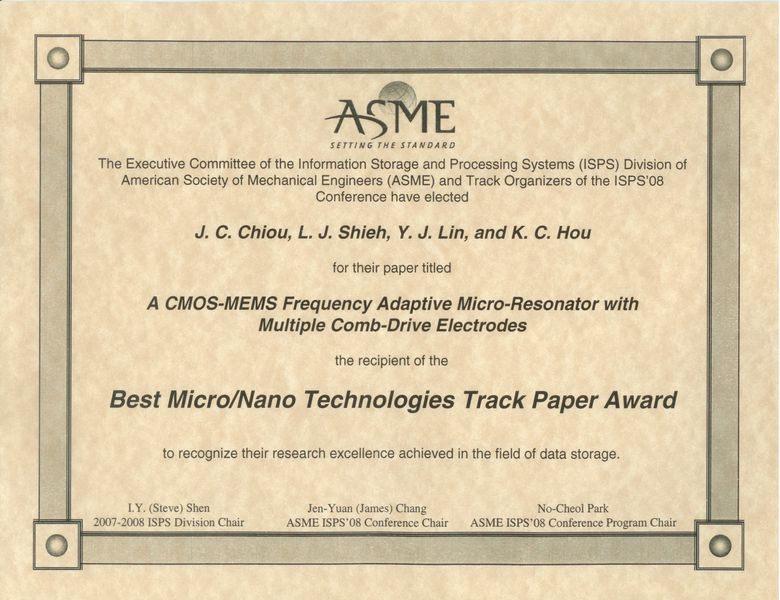 ASME
SETTING THE STANDARD
The Executive Committee of the Information Storage and Processing Systems (ISPS) Division of
American Society of Mechanical Engineers (ASME) and Track Organizers of the ISPS'08
Conference have elected
J. C. Chiou, L. J. Shieh, Y. J. Lin, and K. C. Hou
for their paper titled
A CMOS-MEMS Frequency Adaptive Micro-Resonator with
Multiple Comb-Drive Electrodes
the recipient of the
Best Micro/Nano Technologies Track Paper Award
to recognize their research excellence achieved in the field of data storage.
I.Y. (Steve) Shen Jen-Yuan (James) Chang No-Cheol Park
2007-2008 ISPS Division Chair ASME ISPS'08 Conference Chair ASME ISPS'08 Conference Program Chair